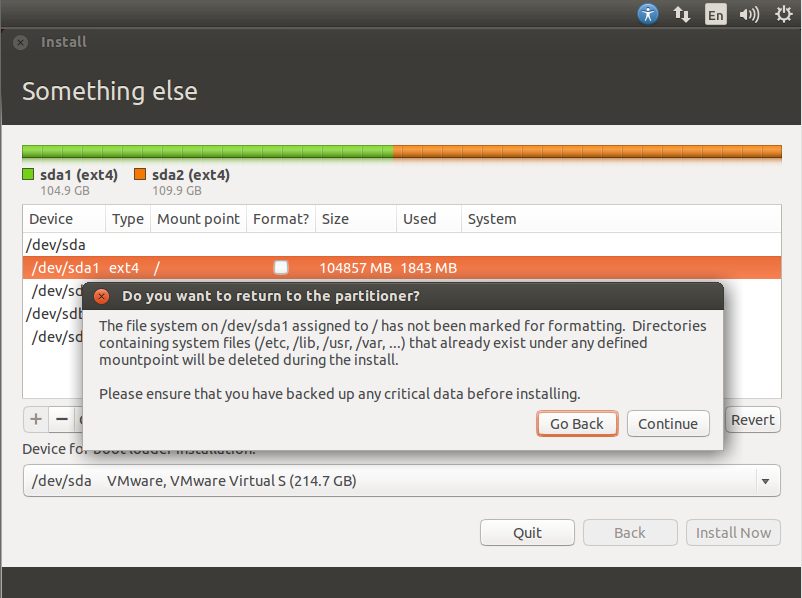 En
Install
Something else
sda1 (ext4) sda2 (ext4)
104.9 GB 109.9 GB
Device Type Mount point Format? Size Used System
/dev/sda
/dev/sda1 ext4 / 104857 MB 1843 MB
/dev/sd
Do you want to return to the partitioner?
/dev/sdb
/dev/sd
The file system on /dev/sda1 assigned to / has not been marked for formatting. Directories
containing system files (/etc, /lib, /usr, /var, ...) that already exist under any defined
mountpoint will be deleted during the install.
Please ensure that you have backed up any critical data before installing.
Go Back Continue
+ − Revert
Device for boot loader installation:
/dev/sda VMware, VMware Virtual S (214.7 GB)
Quit Back Install Now